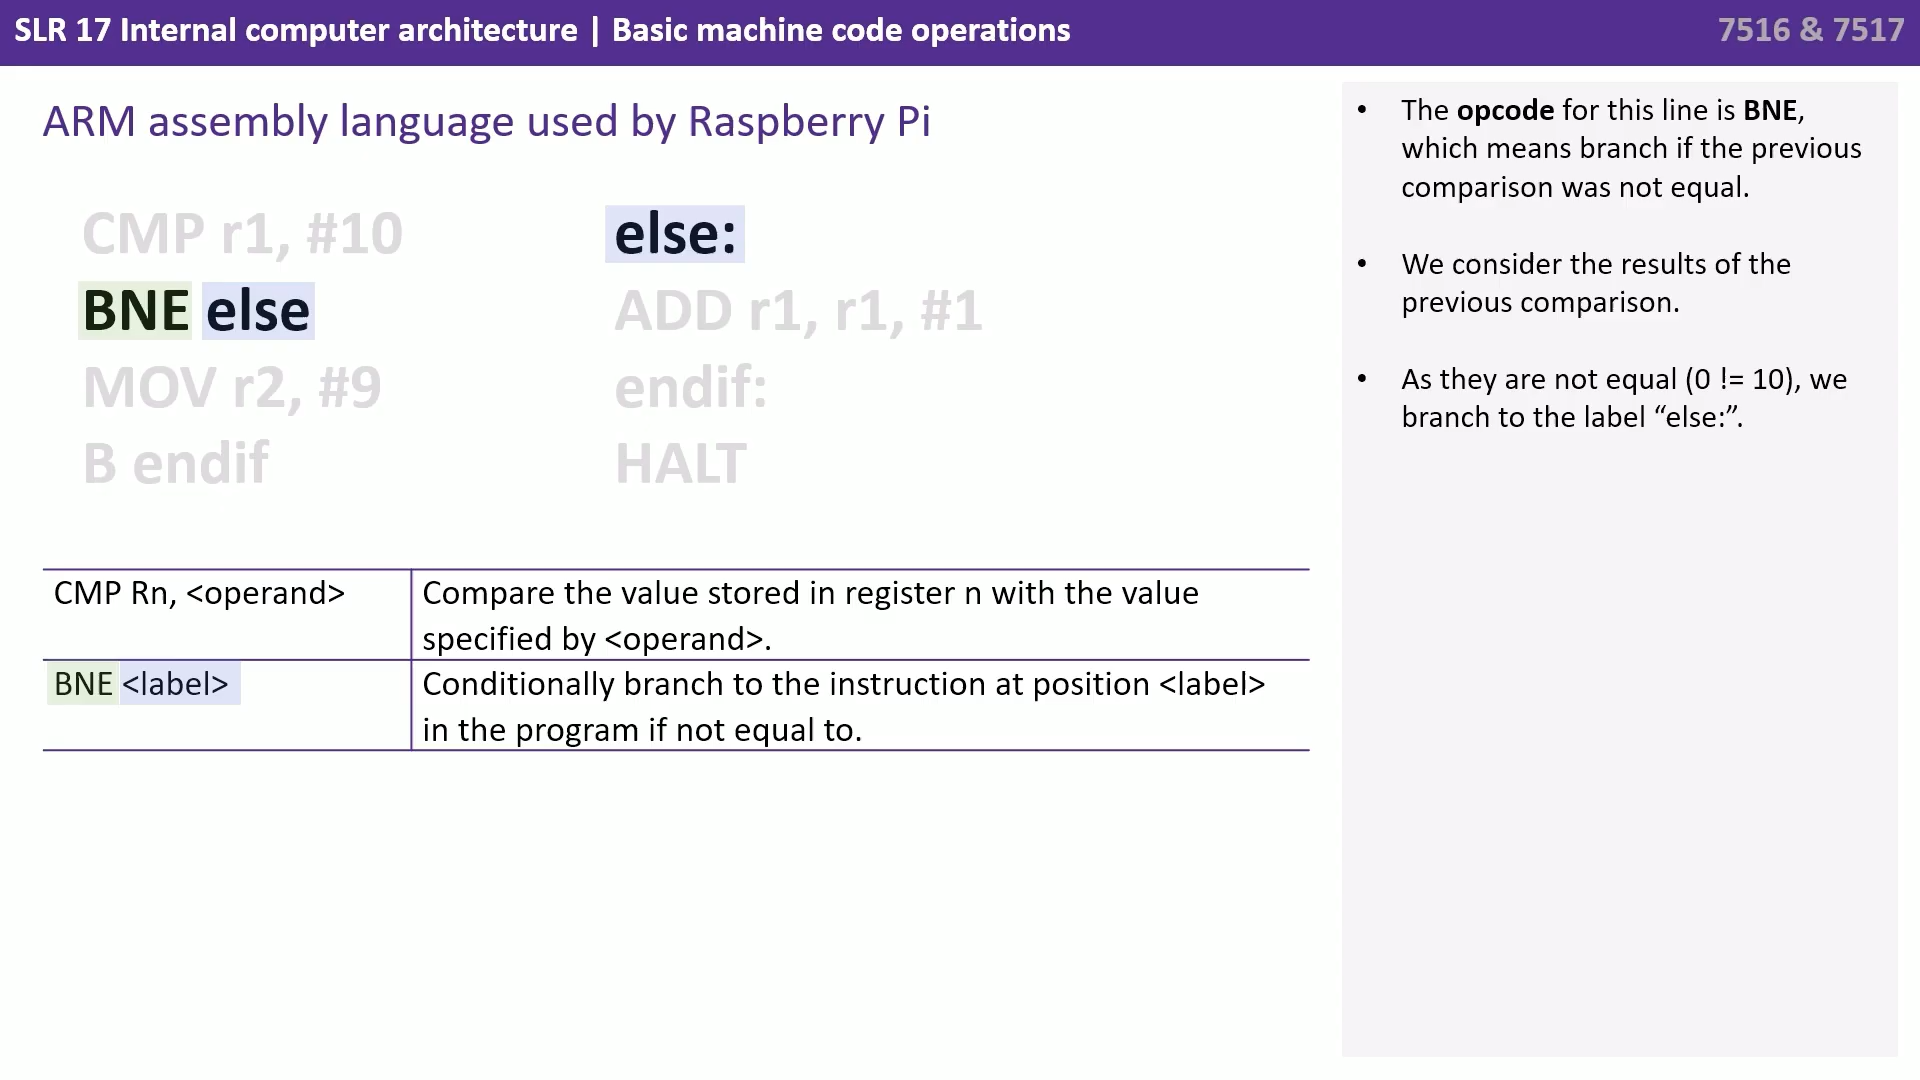 SLR 17 Internal computer architecture | Basic machine code operations
7516 & 7517
ARM assembly language used by Raspberry Pi
CMP r1, #10
BNE else
MOV r2, #9
B endif
else:
ADD r1, r1, #1
endif:
HALT
CMP Rn, <operand>
Compare the value stored in register n with the value
specified by <operand>.
BNE <label>
Conditionally branch to the instruction at position <label>
in the program if not equal to.
• The opcode for this line is BNE,
which means branch if the previous
comparison was not equal.
• We consider the results of the
previous comparison.
• As they are not equal (0 != 10), we
branch to the label “else:”.